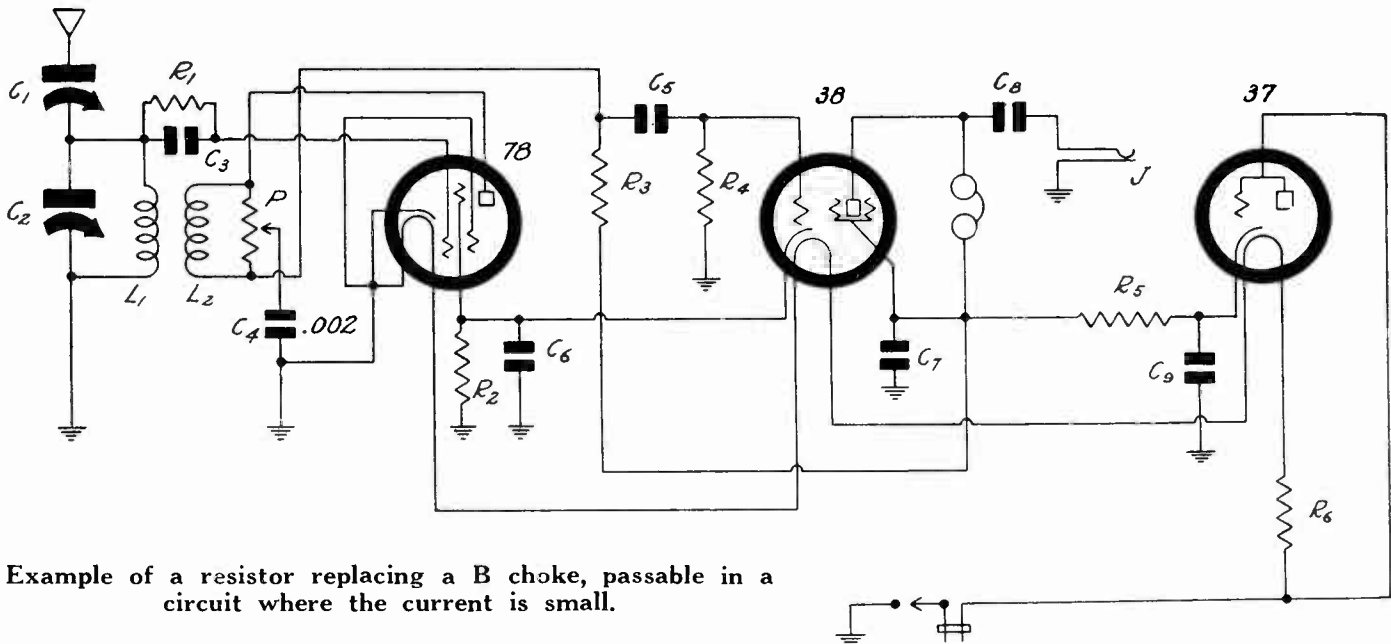 R1
C5
38
C8
37
C1
C3
78
R3
R4
J
C2
P
L1
L2
R5
C4 .002
C6
C7
C9
R2
R6
Example of a resistor replacing a B choke, passable in a
circuit where the current is small.